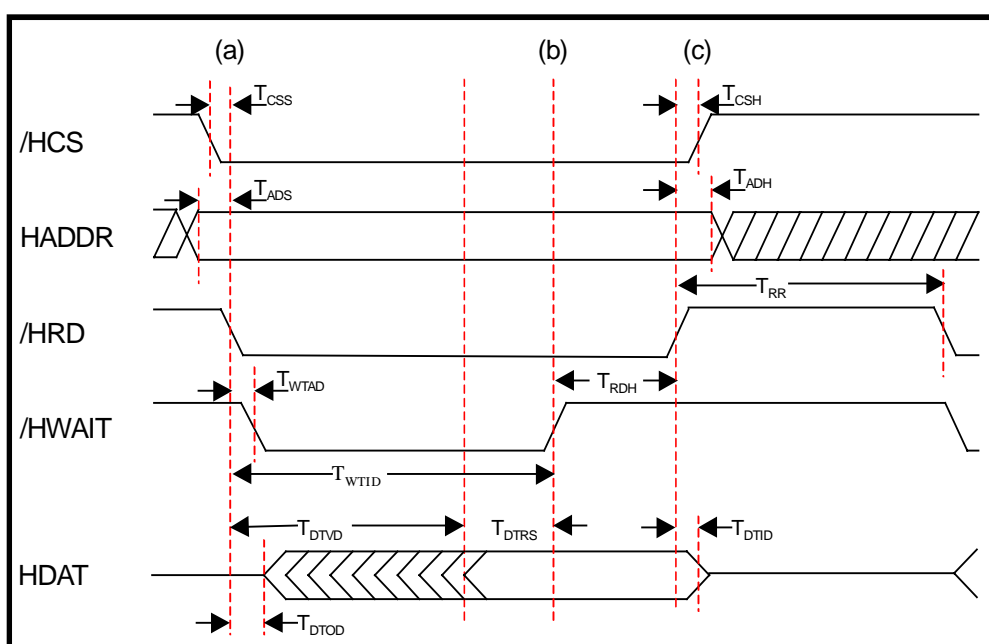 (a) (b) (c)
TCSS TCSH
/HCS
TADS TADH
HADDR
TRR
/HRD
TWTAD TRDH
/HWAIT
TWTID
TDTVD TDTRS TDTID
HDAT
TDTOD